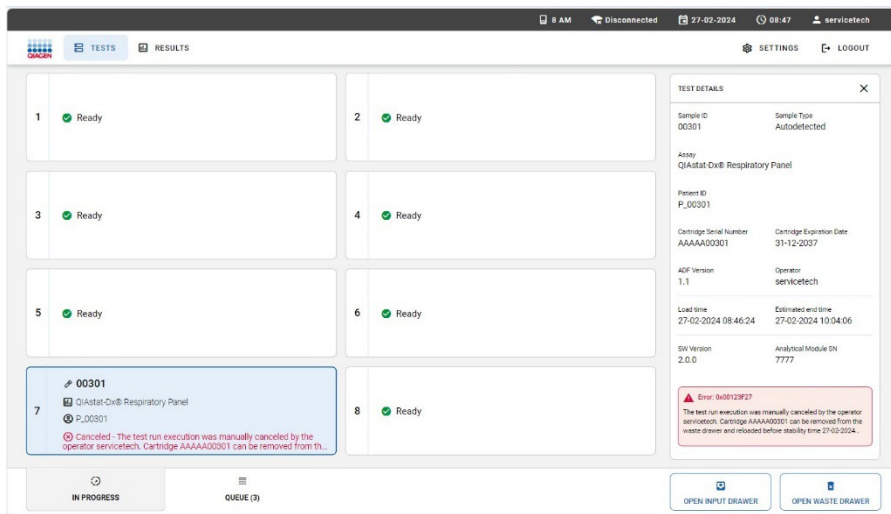 8 AM Disconnected 27-02-2024 08:47 servicetech
QIAGEN TESTS RESULTS SETTINGS LOGOUT
1 Ready
2 Ready
3 Ready
4 Ready
5 Ready
6 Ready
7
00301
QIAstat-Dx® Respiratory Panel
P_00301
Canceled - The test run execution was manually canceled by the
operator servicetech. Cartridge AAAAA00301 can be removed from th...
8 Ready
TEST DETAILS
Sample ID Sample Type
00301 Autodetected
Assay
QIAstat-Dx® Respiratory Panel
Patient ID
P_00301
Cartridge Serial Number Cartridge Expiration Date
AAAAA00301 31-12-2037
ADF Version Operator
1.1 servicetech
Load time Estimated end time
27-02-2024 08:46:24 27-02-2024 10:04:06
SW Version Analytical Module SN
2.0.0 7777
Error: 0x00123F27
The test run execution was manually canceled by the operator
servicetech. Cartridge AAAAA00301 can be removed from the
waste drawer and reloaded before stability time 27-02-2024...
IN PROGRESS
QUEUE (3)
OPEN INPUT DRAWER
OPEN WASTE DRAWER